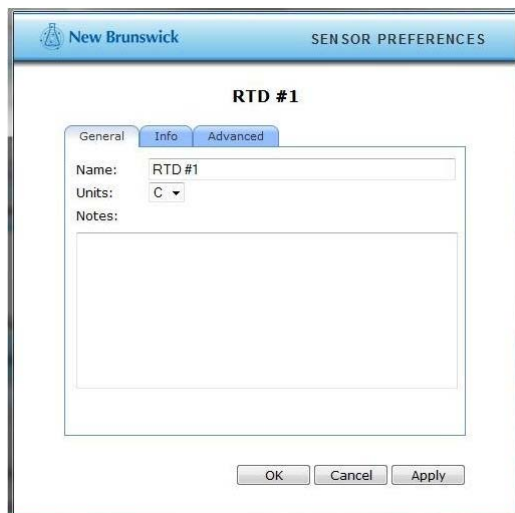 New Brunswick SENSOR PREFERENCES
RTD #1
General Info Advanced
Name: RTD #1
Units: C
Notes:
OK Cancel Apply